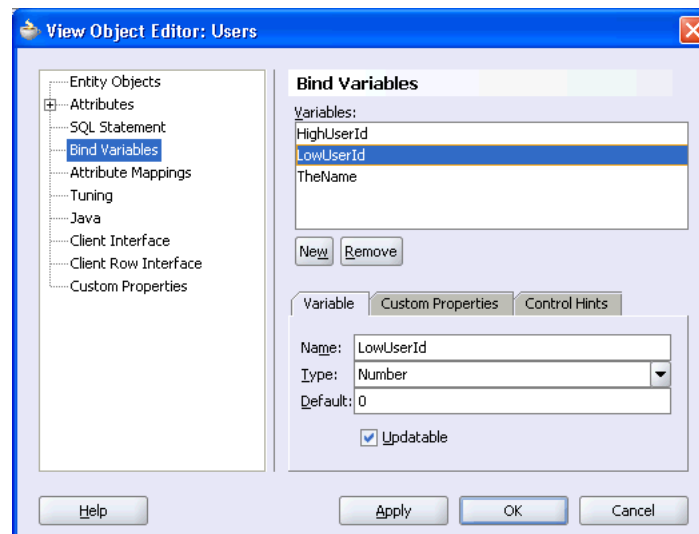 View Object Editor: Users
Entity Objects
Attributes
SQL Statement
Bind Variables
Attribute Mappings
Tuning
Java
Client Interface
Client Row Interface
Custom Properties
Bind Variables
Variables:
HighUserId
LowUserId
TheName
New Remove
Variable Custom Properties Control Hints
Name: LowUserId
Type: Number
Default: 0
Updatable
Help Apply OK Cancel